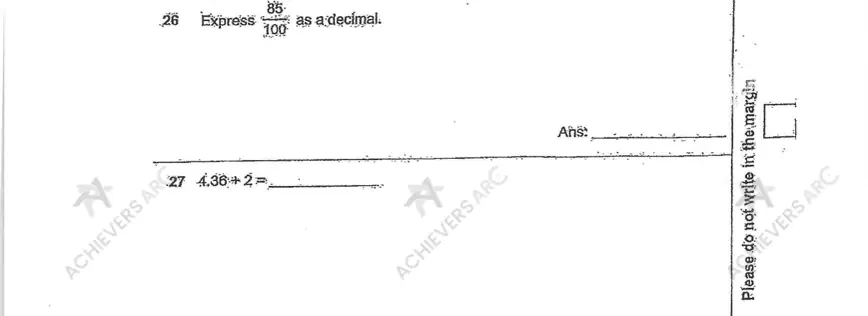 26 Express 85/100 as a decimal.
Ans: ____________
27 4.36 ÷ 2 = ____________
Please do not write in the margin
ACHIEVERS ARC
ACHIEVERS ARC
ACHIEVERS ARC